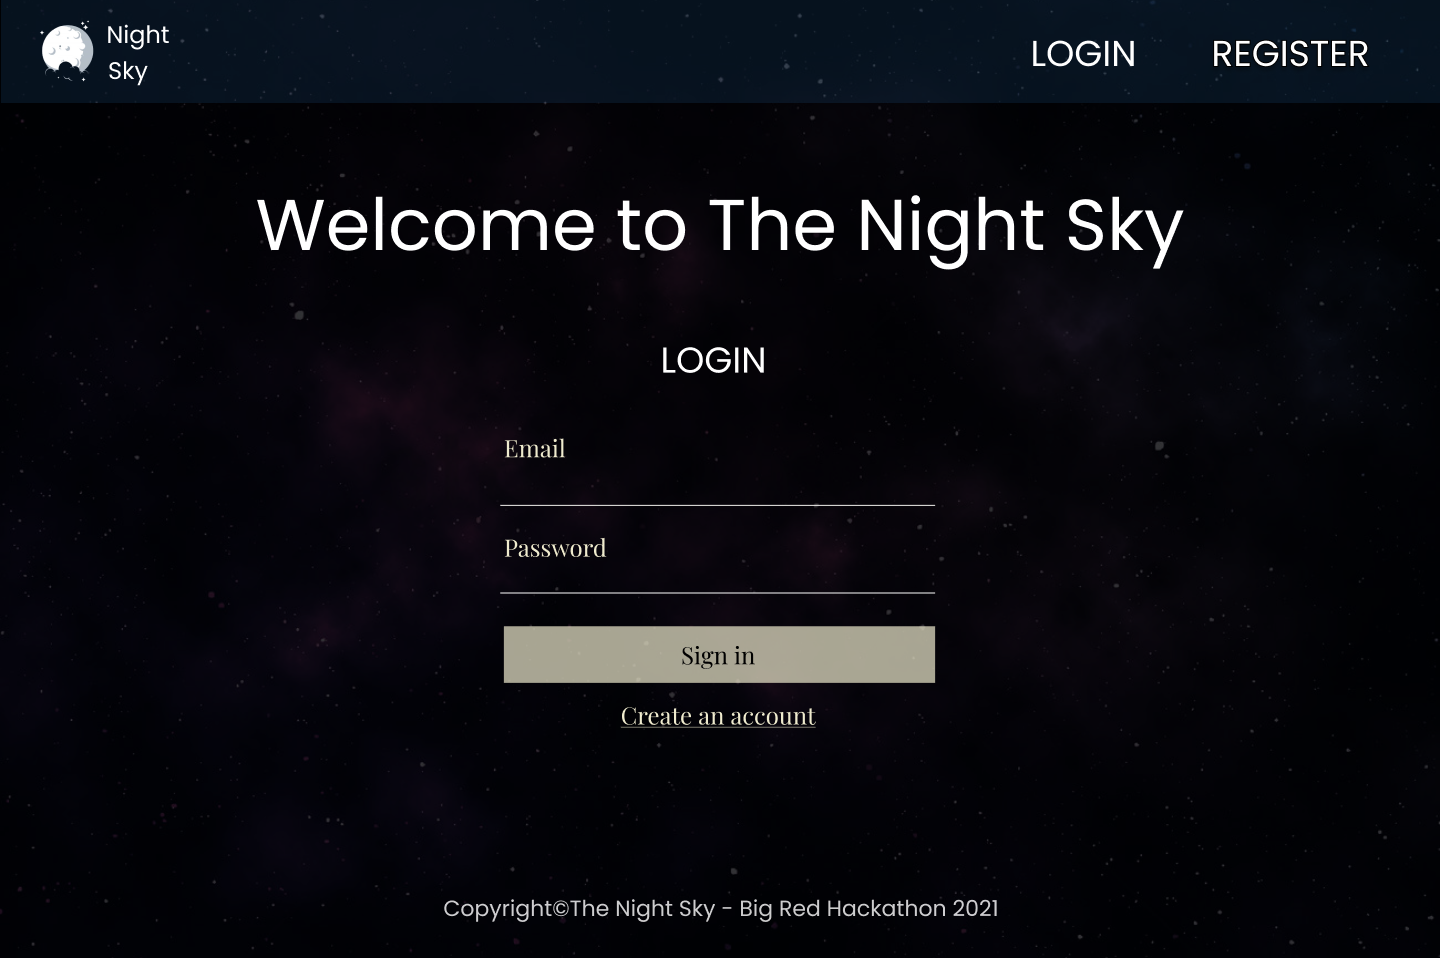 Night
Sky
LOGIN REGISTER
Welcome to The Night Sky
LOGIN
Email
Password
Sign in
Create an account
Copyright©The Night Sky - Big Red Hackathon 2021